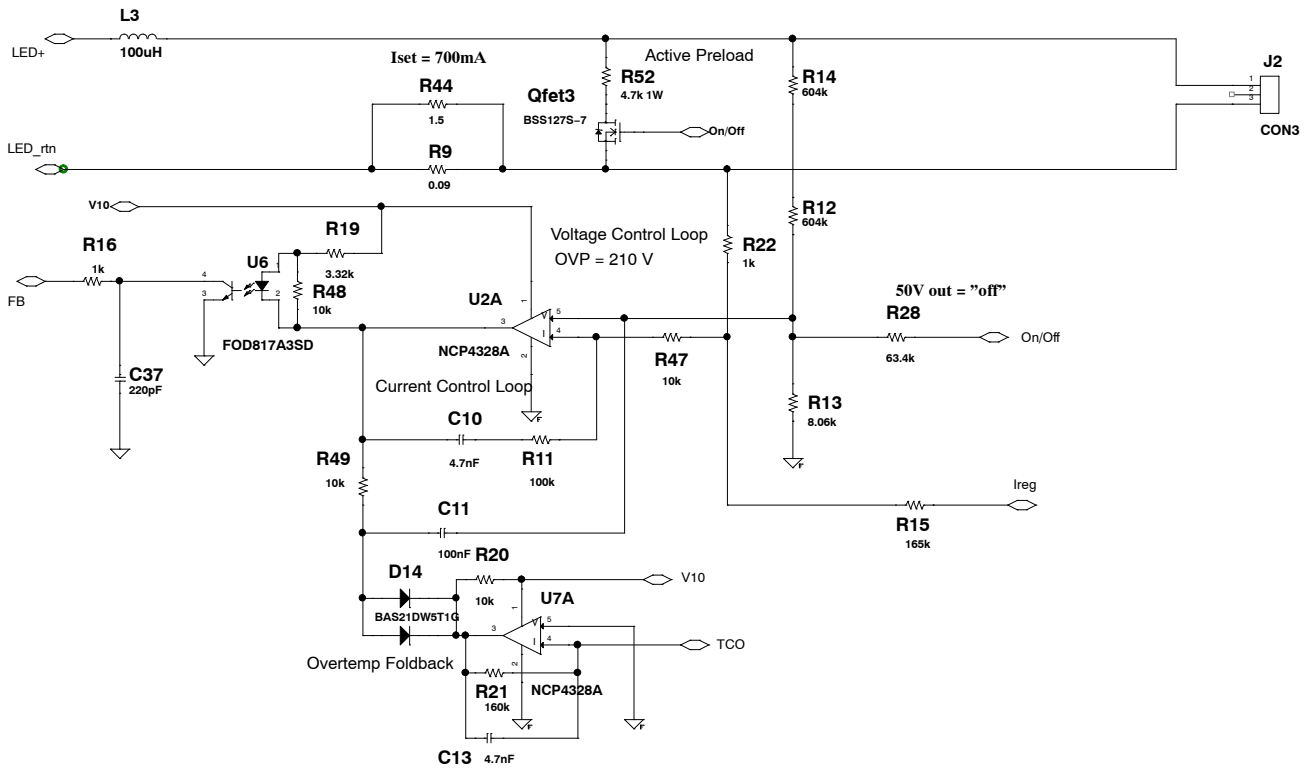 L3
LED+
100uH
Iset = 700mA
Active Preload
R44
1.5
R52
4.7k 1W
R14
604k
J2
1
2
3
CON3
Qfet3
BSS127S-7
On/Off
LED_rtn
R9
0.09
V10
R19
3.32k
R12
604k
Voltage Control Loop
OVP = 210 V
R22
1k
R16
1k
FB
U6
4
3
1
2
R48
10k
FOD817A3SD
50V out = "off"
R28
63.4k
On/Off
U2A
1
3
V
5
I
4
2
NCP4328A
F
R47
10k
C37
220pF
Current Control Loop
R13
8.06k
F
C10
4.7nF
R11
100k
R49
10k
Ireg
R15
165k
C11
100nF
R20
10k
V10
D14
BAS21DW5T1G
U7A
1
3
V
5
I
4
2
TCO
Overtemp Foldback
R21
160k
NCP4328A
F
F
C13
4.7nF